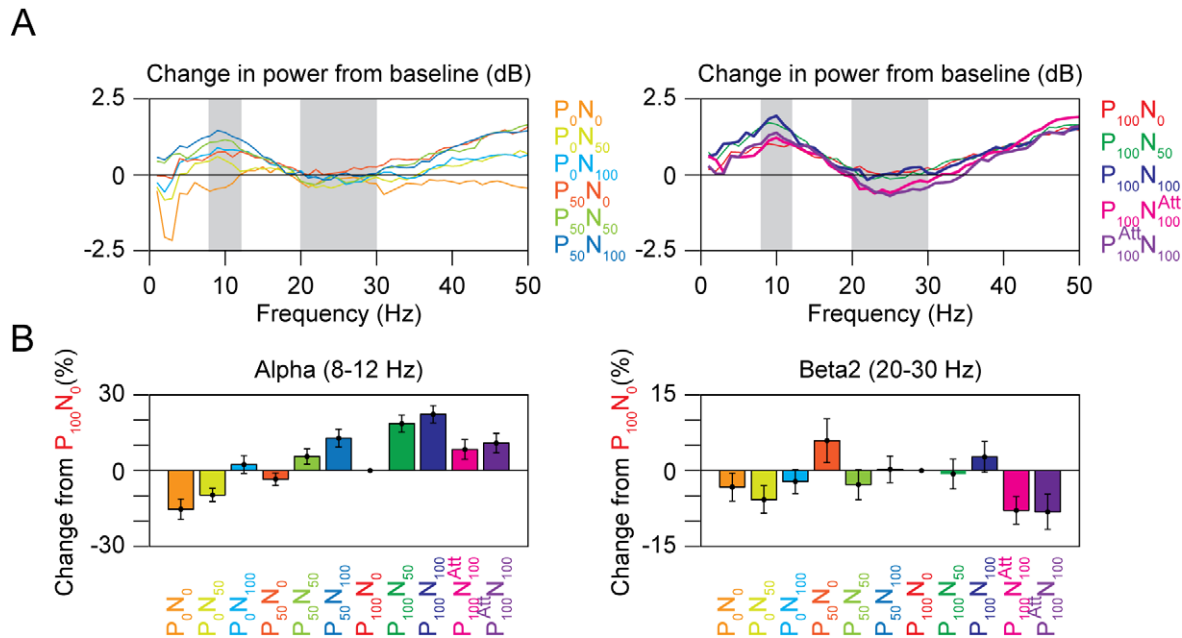 A
Change in power from baseline (dB)
2.5
0
-2.5
0 10 20 30 40 50
Frequency (Hz)
P0N0
P0N50
P0N100
P50N0
P50N50
P50N100
Change in power from baseline (dB)
2.5
0
-2.5
0 10 20 30 40 50
Frequency (Hz)
P100N0
P100N50
P100N100
P100N100Att
P100AttN100
B
Alpha (8-12 Hz)
Change from P100N0(%)
30
0
-30
P0N0
P0N50
P0N100
P50N0
P50N50
P50N100
P100N0
P100N50
P100N100
P100N100Att
P100AttN100
Beta2 (20-30 Hz)
Change from P100N0(%)
15
0
-15
P0N0
P0N50
P0N100
P50N0
P50N50
P50N100
P100N0
P100N50
P100N100
P100N100Att
P100AttN100